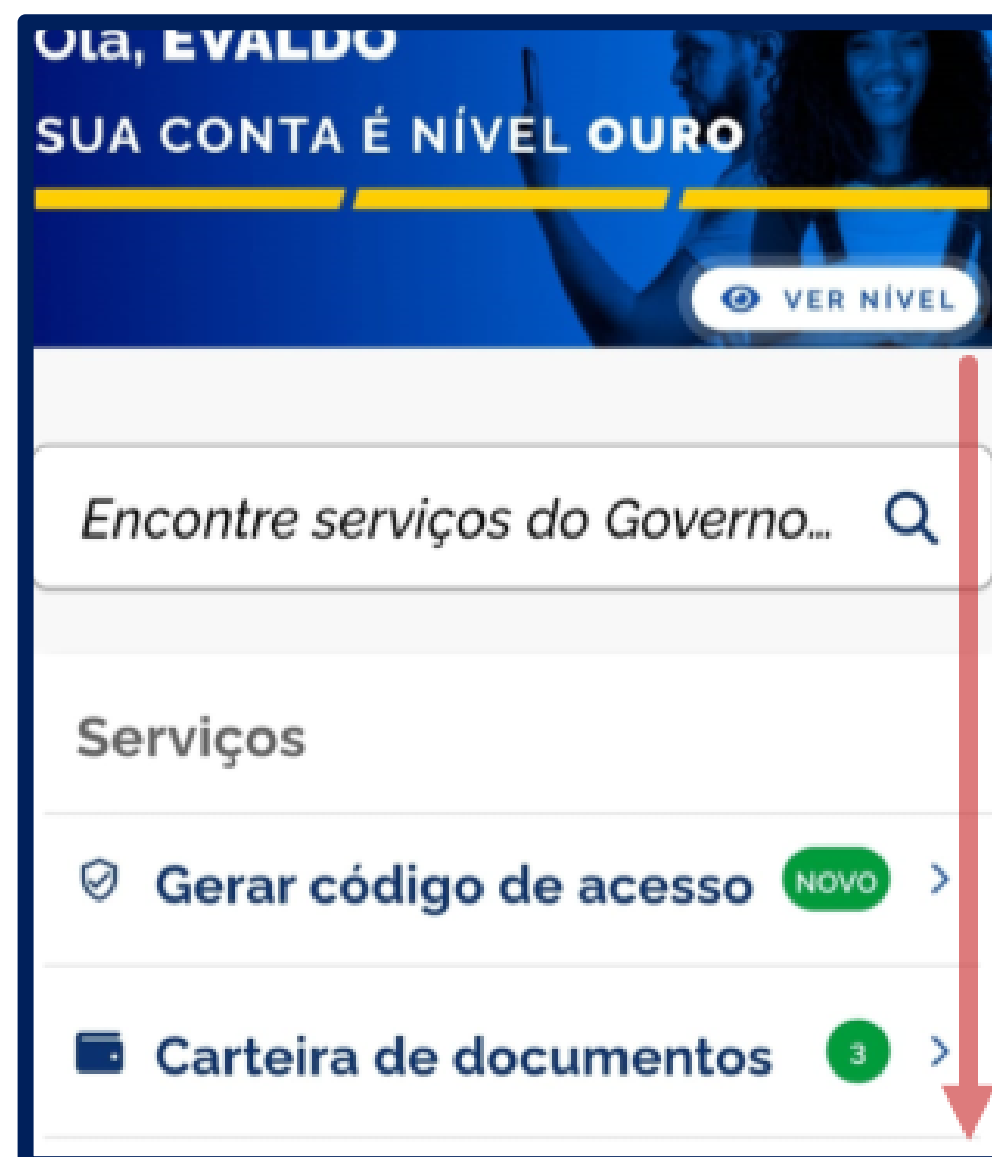 Olá, EVALDO
SUA CONTA É NÍVEL OURO
VER NÍVEL
Encontre serviços do Governo...
Serviços
Gerar código de acesso NOVO
Carteira de documentos 3